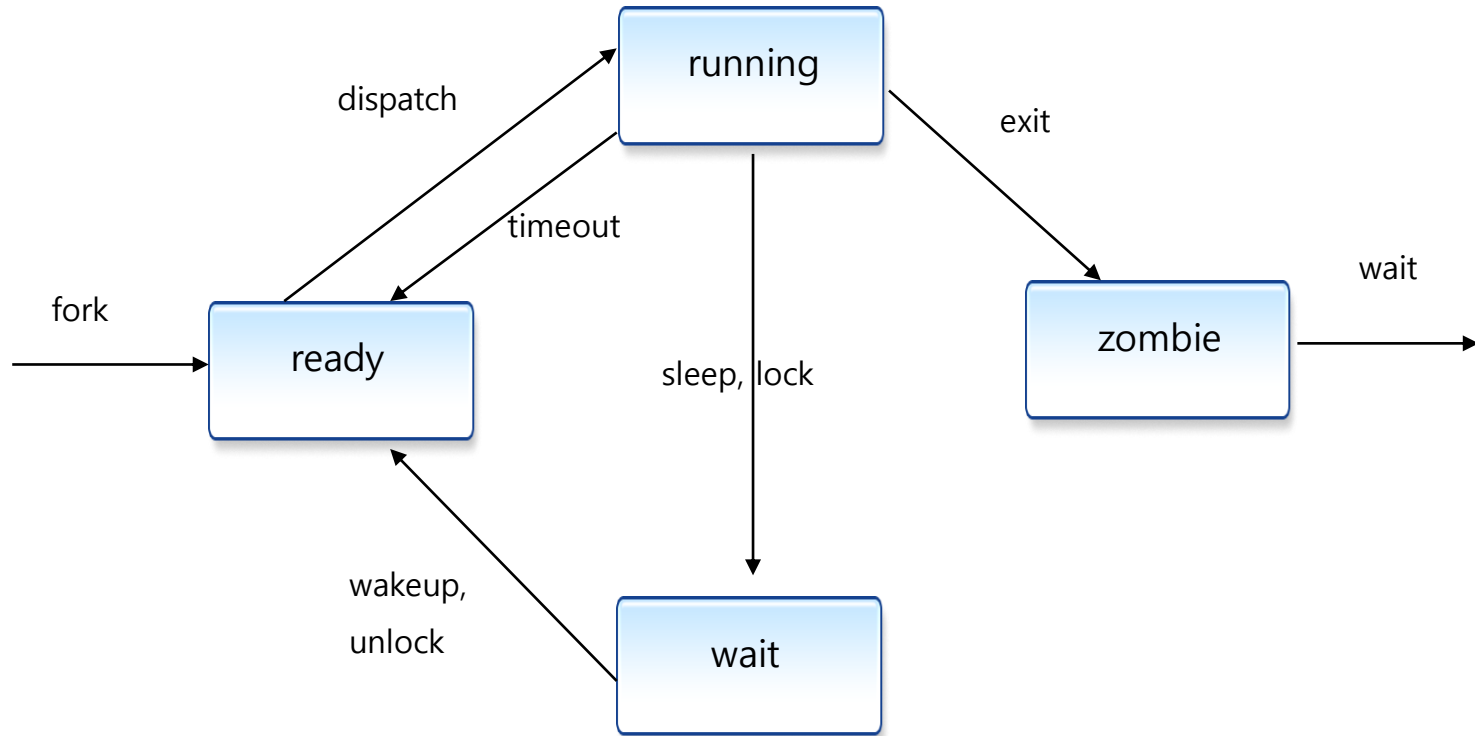 running
dispatch
exit
timeout
wait
fork
zombie
ready
sleep, lock
wakeup,
unlock
wait